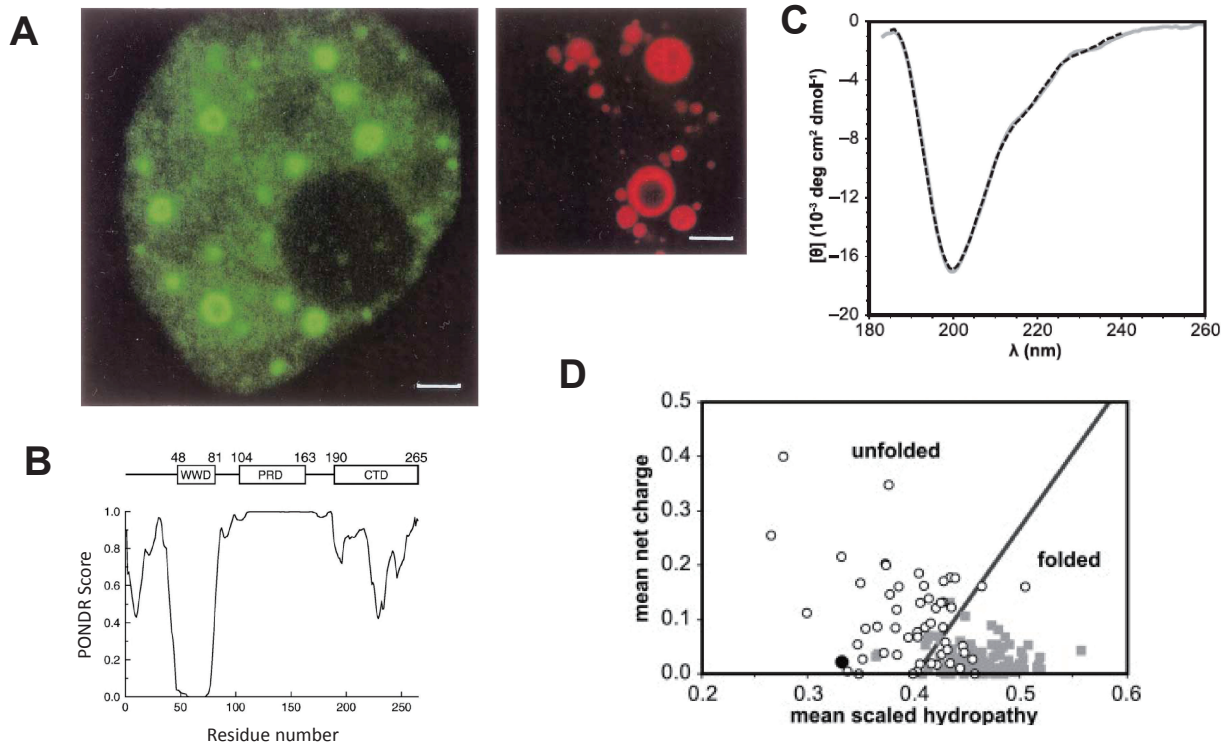 A
B
48 81 104 163 190 265
WWD PRD CTD
PONDR Score
1.0
0.8
0.6
0.4
0.2
0.0
0 50 100 150 200 250
Residue number
C
[θ] (10⁻³ deg cm² dmol⁻¹)
0
–4
–8
–12
–16
–20
180 200 220 240 260
λ (nm)
D
mean net charge
0.5
0.4
0.3
0.2
0.1
0.0
unfolded
folded
0.2 0.3 0.4 0.5 0.6
mean scaled hydropathy